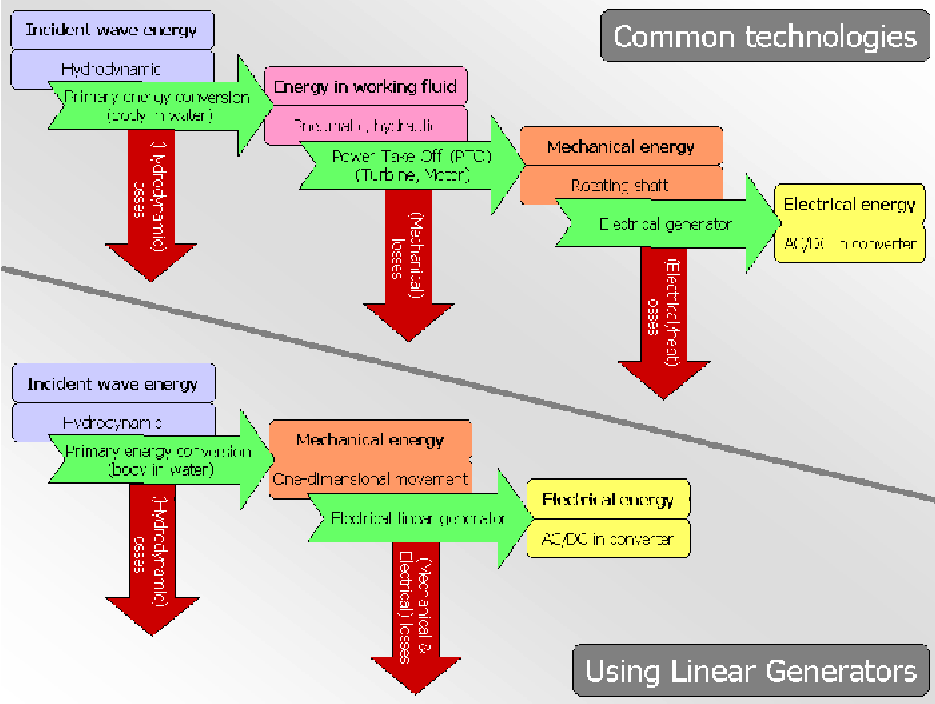 Common technologies
Incident wave energy
Hydrodynamic
Primary energy conversion
(body in water)
(Hydrodynamic)
losses
Energy in working fluid
Pneumatic, hydraulic
Power Take Off (PTO)
(Turbine, Motor)
(Mechanical)
losses
Mechanical energy
Rotating shaft
Electrical generator
(Electrical/heat)
losses
Electrical energy
AC/DC in converter
Incident wave energy
Hydrodynamic
Primary energy conversion
(body in water)
(Hydrodynamic)
losses
Mechanical energy
One-dimensional movement
Electrical linear generator
(Mechanical &
Electrical) losses
Electrical energy
AC/DC in converter
Using Linear Generators